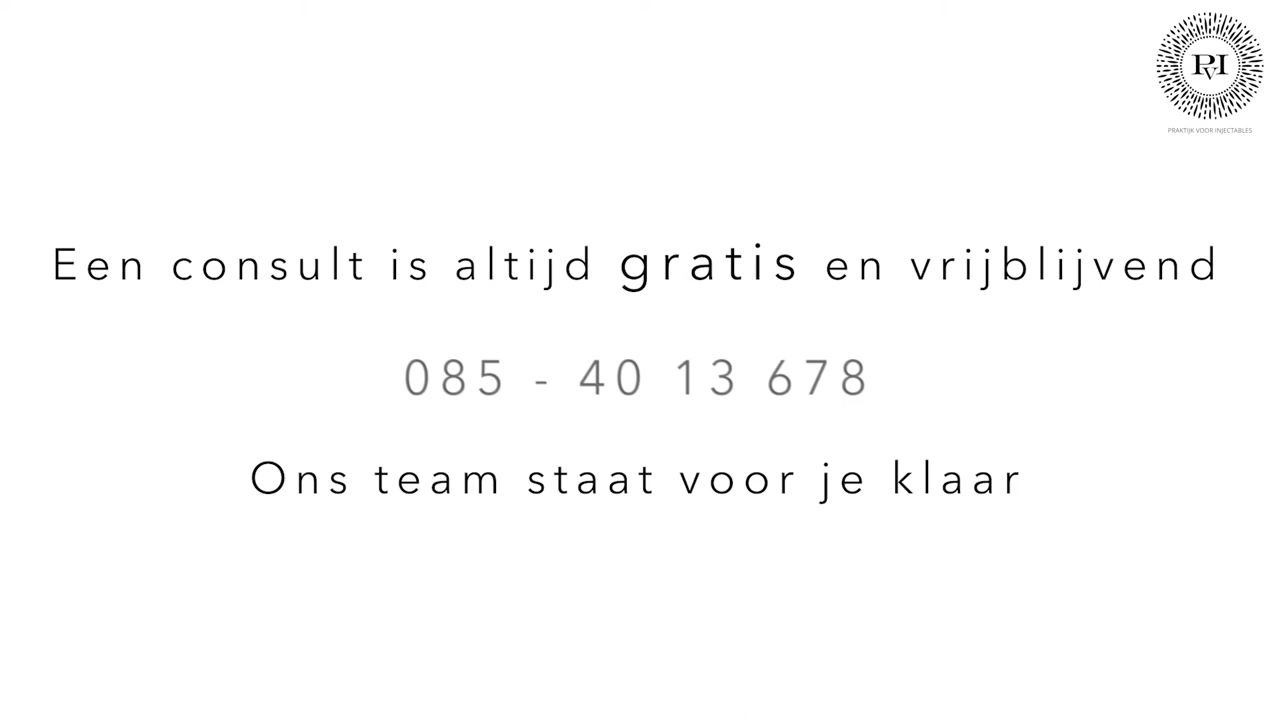 PVI
PRAKTIJK VOOR INJECTABLES
Een consult is altijd gratis en vrijblijvend
085 - 40 13 678
Ons team staat voor je klaar